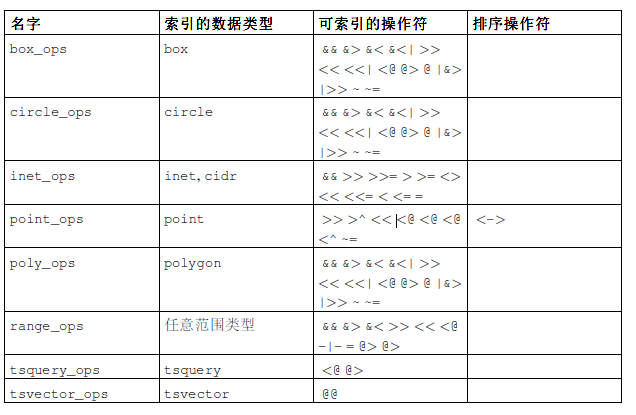 名字 索引的数据类型 可索引的操作符 排序操作符
box_ops box && &> &< &<| >>
<< <<| <@ @> @ |&>
|>> ~ ~=
circle_ops circle && &> &< &<| >>
<< <<| <@ @> @ |&>
|>> ~ ~=
inet_ops inet,cidr && >> >>= > >= <>
<< <<= < <= =
point_ops point >> >^ << <@ <@ <@ <->
<^ ~=
poly_ops polygon && &> &< &<| >>
<< <<| <@ @> @ |&>
|>> ~ ~=
range_ops 任意范围类型 && &> &< >> << <@
-|- = @> @>
tsquery_ops tsquery <@ @>
tsvector_ops tsvector @@